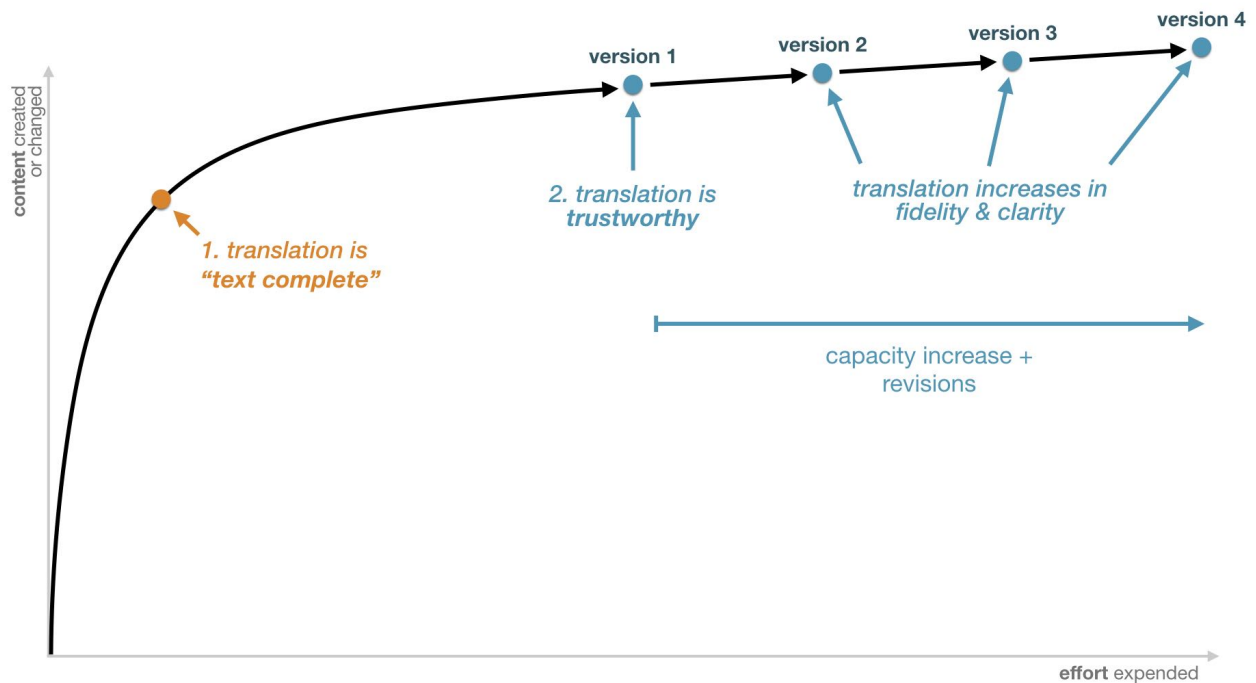 version 1
version 2
version 3
version 4
content created
or changed
1. translation is
“text complete”
2. translation is
trustworthy
translation increases in
fidelity & clarity
capacity increase +
revisions
effort expended